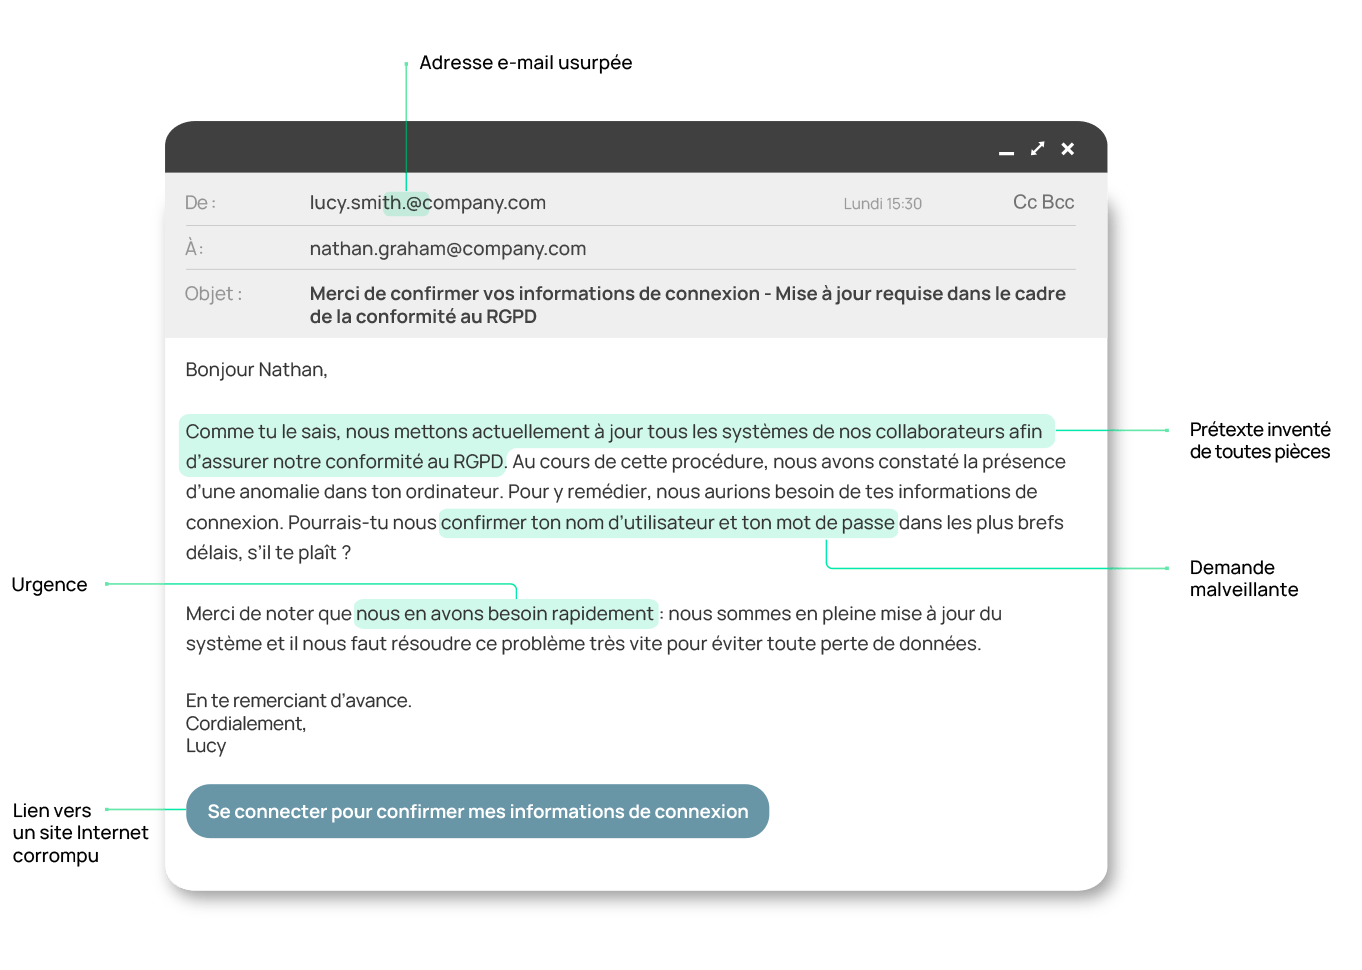 Adresse e-mail usurpée
De : lucy.smith.@company.com Lundi 15:30 Cc Bcc
À : nathan.graham@company.com
Objet : Merci de confirmer vos informations de connexion - Mise à jour requise dans le cadre
de la conformité au RGPD
Bonjour Nathan,
Comme tu le sais, nous mettons actuellement à jour tous les systèmes de nos collaborateurs afin
d’assurer notre conformité au RGPD. Au cours de cette procédure, nous avons constaté la présence
d’une anomalie dans ton ordinateur. Pour y remédier, nous aurions besoin de tes informations de
connexion. Pourrais-tu nous confirmer ton nom d’utilisateur et ton mot de passe dans les plus brefs
délais, s’il te plaît ?
Prétexte inventé
de toutes pièces
Demande
malveillante
Urgence
Merci de noter que nous en avons besoin rapidement : nous sommes en pleine mise à jour du
système et il nous faut résoudre ce problème très vite pour éviter toute perte de données.
En te remerciant d’avance.
Cordialement,
Lucy
Lien vers
un site Internet
corrompu
Se connecter pour confirmer mes informations de connexion